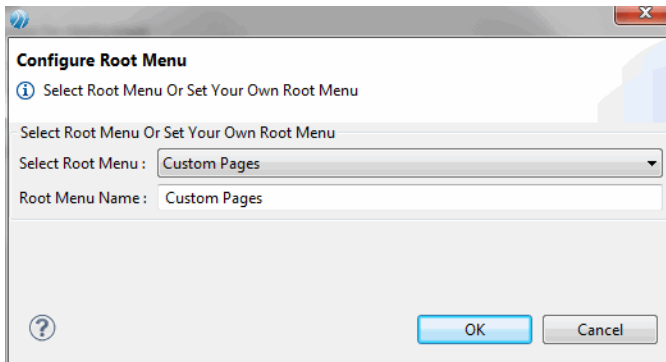 Configure Root Menu
Select Root Menu Or Set Your Own Root Menu
Select Root Menu Or Set Your Own Root Menu
Select Root Menu : Custom Pages
Root Menu Name : Custom Pages
OK Cancel